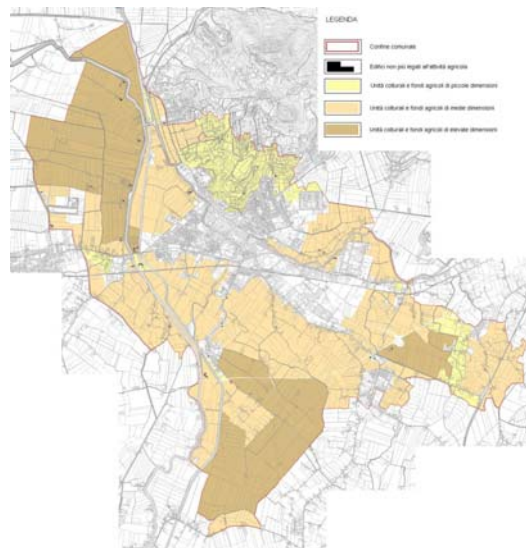 LEGENDA
Confine comunale
Edifici non più legati all'attività agricola
Unità colturali e fondi agricoli di piccole dimensioni
Unità colturali e fondi agricoli di medie dimensioni
Unità colturali e fondi agricoli di elevate dimensioni